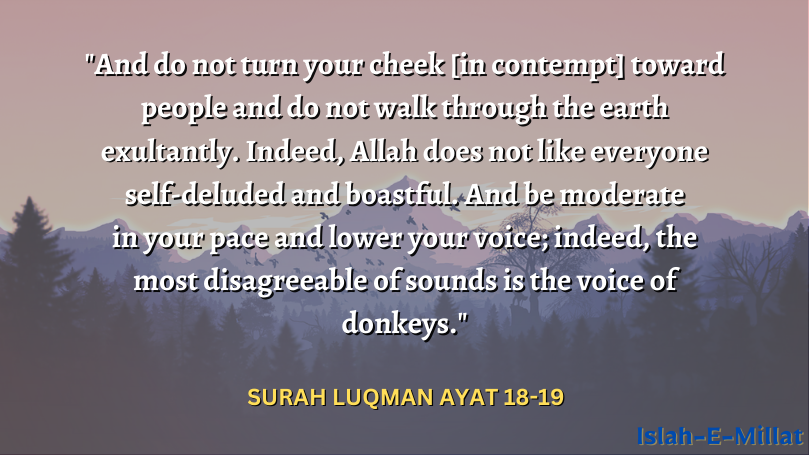 "And do not turn your cheek [in contempt] toward
people and do not walk through the earth
exultantly. Indeed, Allah does not like everyone
self-deluded and boastful. And be moderate
in your pace and lower your voice; indeed, the
most disagreeable of sounds is the voice of
donkeys."
SURAH LUQMAN AYAT 18-19
Islah-E-Millat